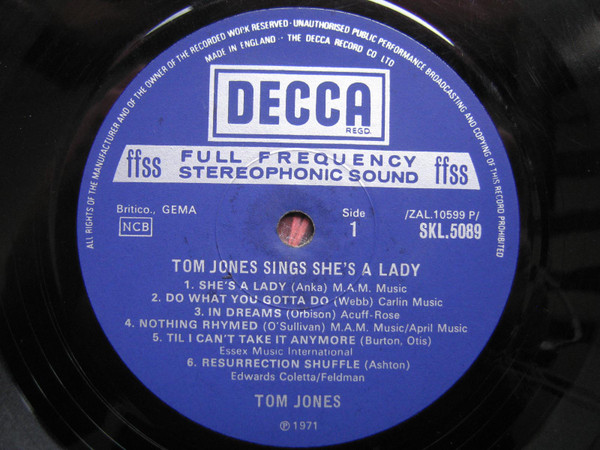 ALL RIGHTS OF THE MANUFACTURER AND OF THE OWNER OF THE RECORDED WORK RESERVED · UNAUTHORISED PUBLIC PERFORMANCE BROADCASTING AND COPYING OF THIS RECORD PROHIBITED
MADE IN ENGLAND · · THE DECCA RECORD CO LTD
DECCA
REGD.
ffss FULL FREQUENCY STEREOPHONIC SOUND ffss
Britico., GEMA
NCB
Side
1
/ZAL.10599 P/
SKL.5089
TOM JONES SINGS SHE'S A LADY
1. SHE'S A LADY (Anka) M.A.M. Music
2. DO WHAT YOU GOTTA DO (Webb) Carlin Music
3. IN DREAMS (Orbison) Acuff-Rose
4. NOTHING RHYMED (O'Sullivan) M.A.M. Music/April Music
5. TIL I CAN'T TAKE IT ANYMORE (Burton, Otis)
Essex Music International
6. RESURRECTION SHUFFLE (Ashton)
Edwards Coletta/Feldman
TOM JONES
℗ 1971